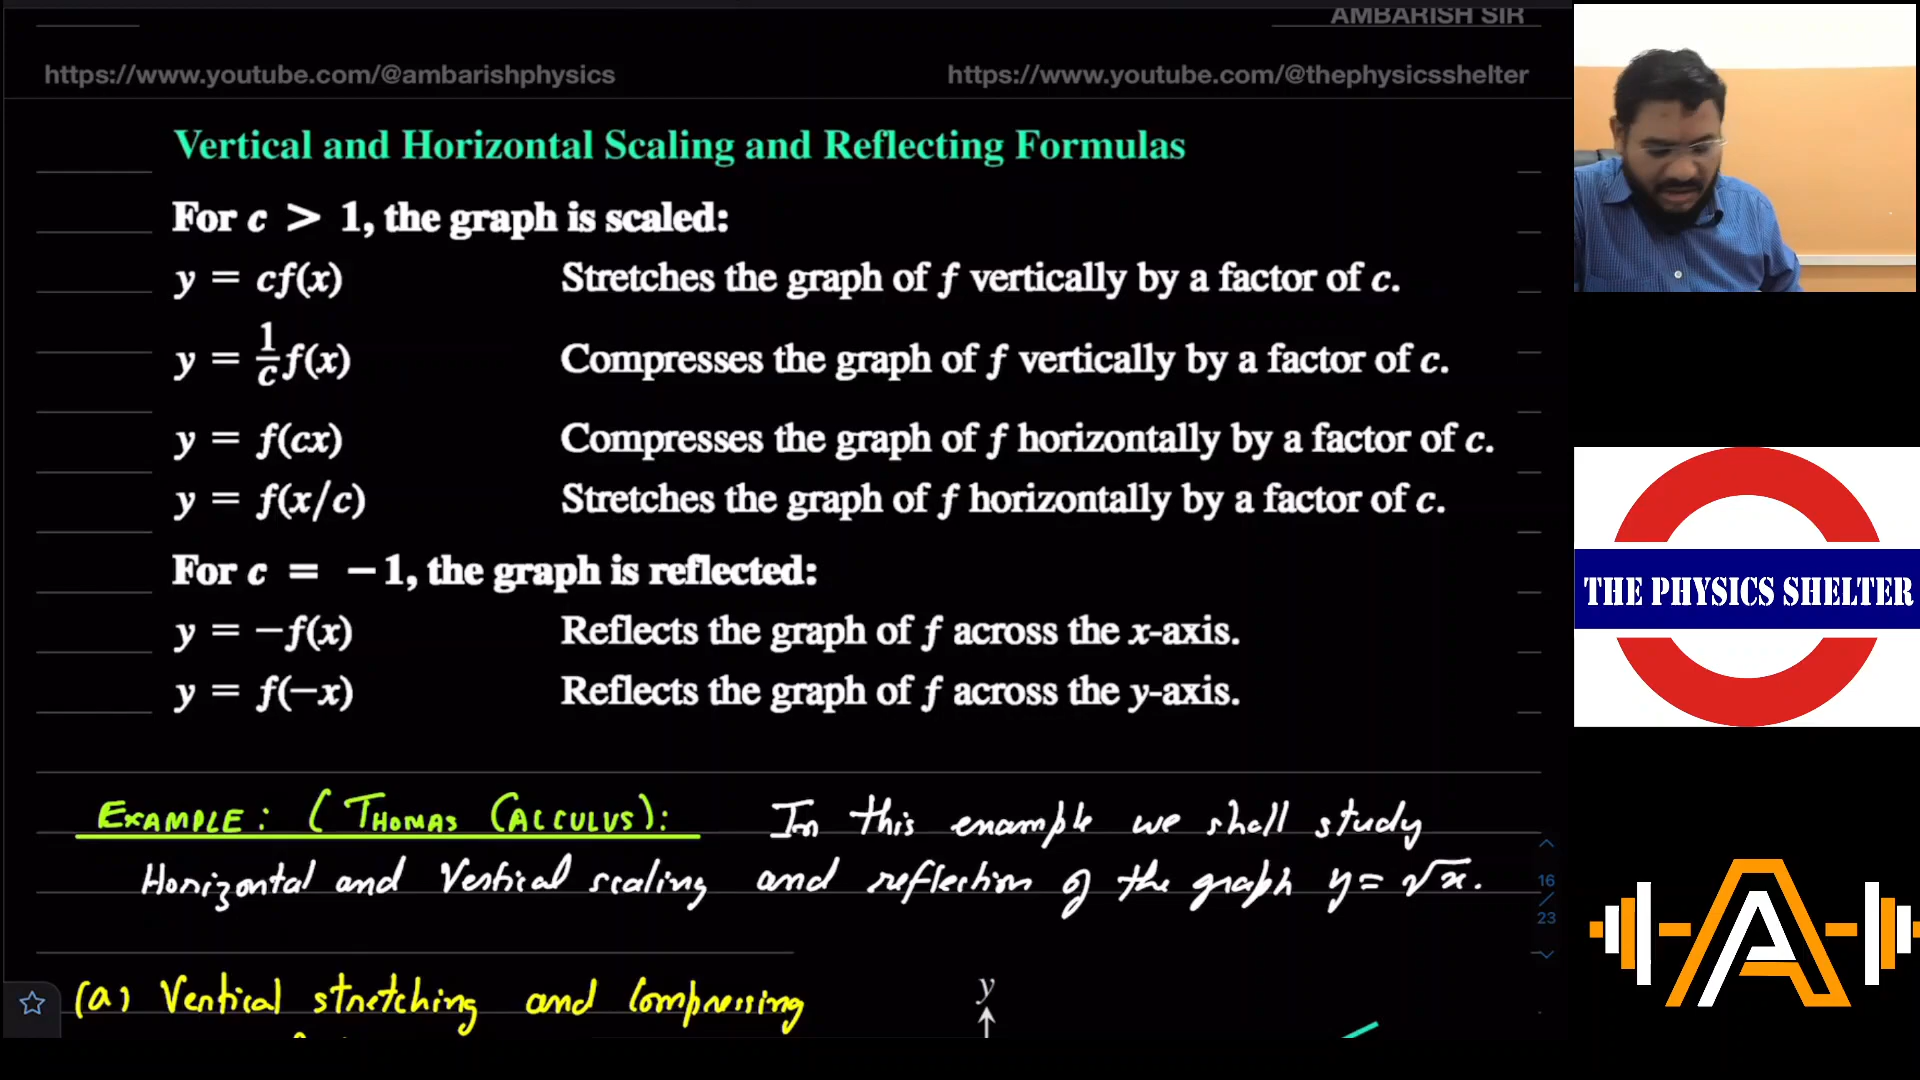 AMBARISH SIR
https://www.youtube.com/@ambarishphysics https://www.youtube.com/@thephysicsshelter
Vertical and Horizontal Scaling and Reflecting Formulas
For c > 1, the graph is scaled:
y = cf(x) Stretches the graph of f vertically by a factor of c.
y = 1/c f(x) Compresses the graph of f vertically by a factor of c.
y = f(cx) Compresses the graph of f horizontally by a factor of c.
y = f(x/c) Stretches the graph of f horizontally by a factor of c.
For c = −1, the graph is reflected:
y = −f(x) Reflects the graph of f across the x-axis.
y = f(−x) Reflects the graph of f across the y-axis.
EXAMPLE: (THOMAS CALCULUS): In this example we shall study
Horizontal and Vertical scaling and reflection of the graph y = √x.
(a) Vertical stretching and compressing
y
16
/
23
THE PHYSICS SHELTER
A